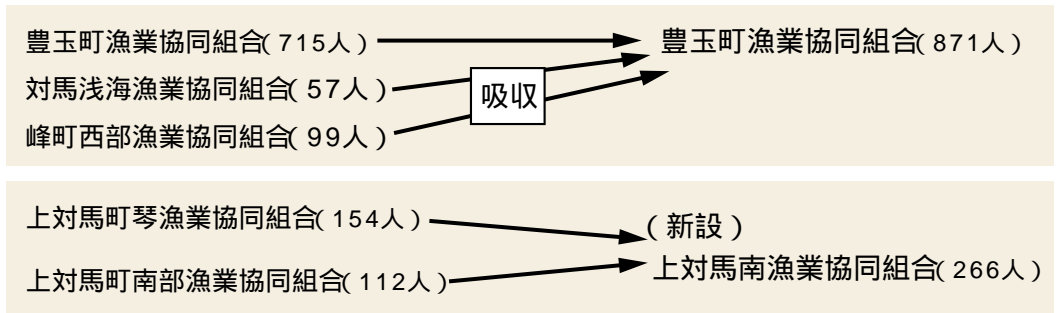 豊玉町漁業協同組合(715人)
豊玉町漁業協同組合(871人)
対馬浅海漁業協同組合(57人)
吸収
峰町西部漁業協同組合(99人)
上対馬町琴漁業協同組合(154人)
(新設)
上対馬南漁業協同組合(266人)
上対馬町南部漁業協同組合(112人)